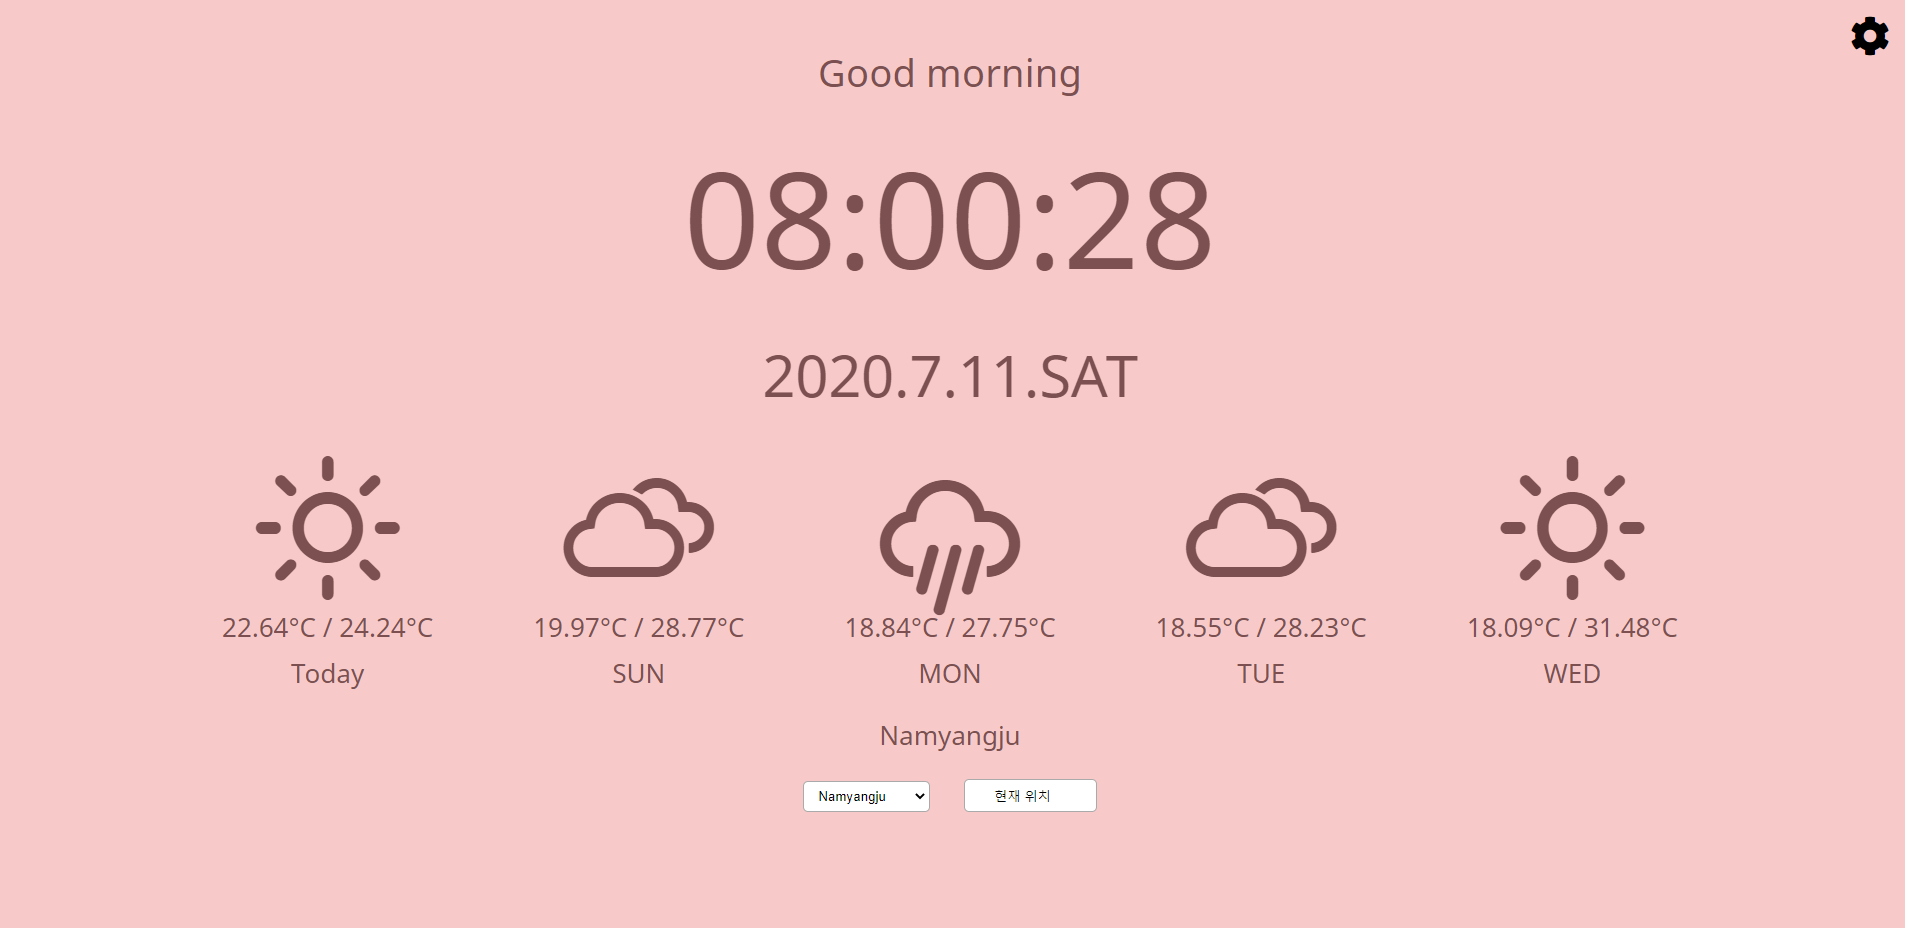 Good morning
08:00:28
2020.7.11.SAT
22.64°C / 24.24°C
Today
19.97°C / 28.77°C
SUN
18.84°C / 27.75°C
MON
18.55°C / 28.23°C
TUE
18.09°C / 31.48°C
WED
Namyangju
Namyangju
현재 위치